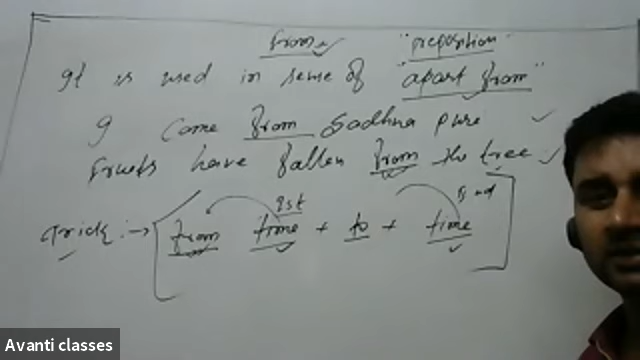 from "preposition"
It is used in sense of "apart from"
I come from Sadhna pure
Fruits have fallen from the tree
Trick :→ [ from time + to + time ]
1st
Avanti classes